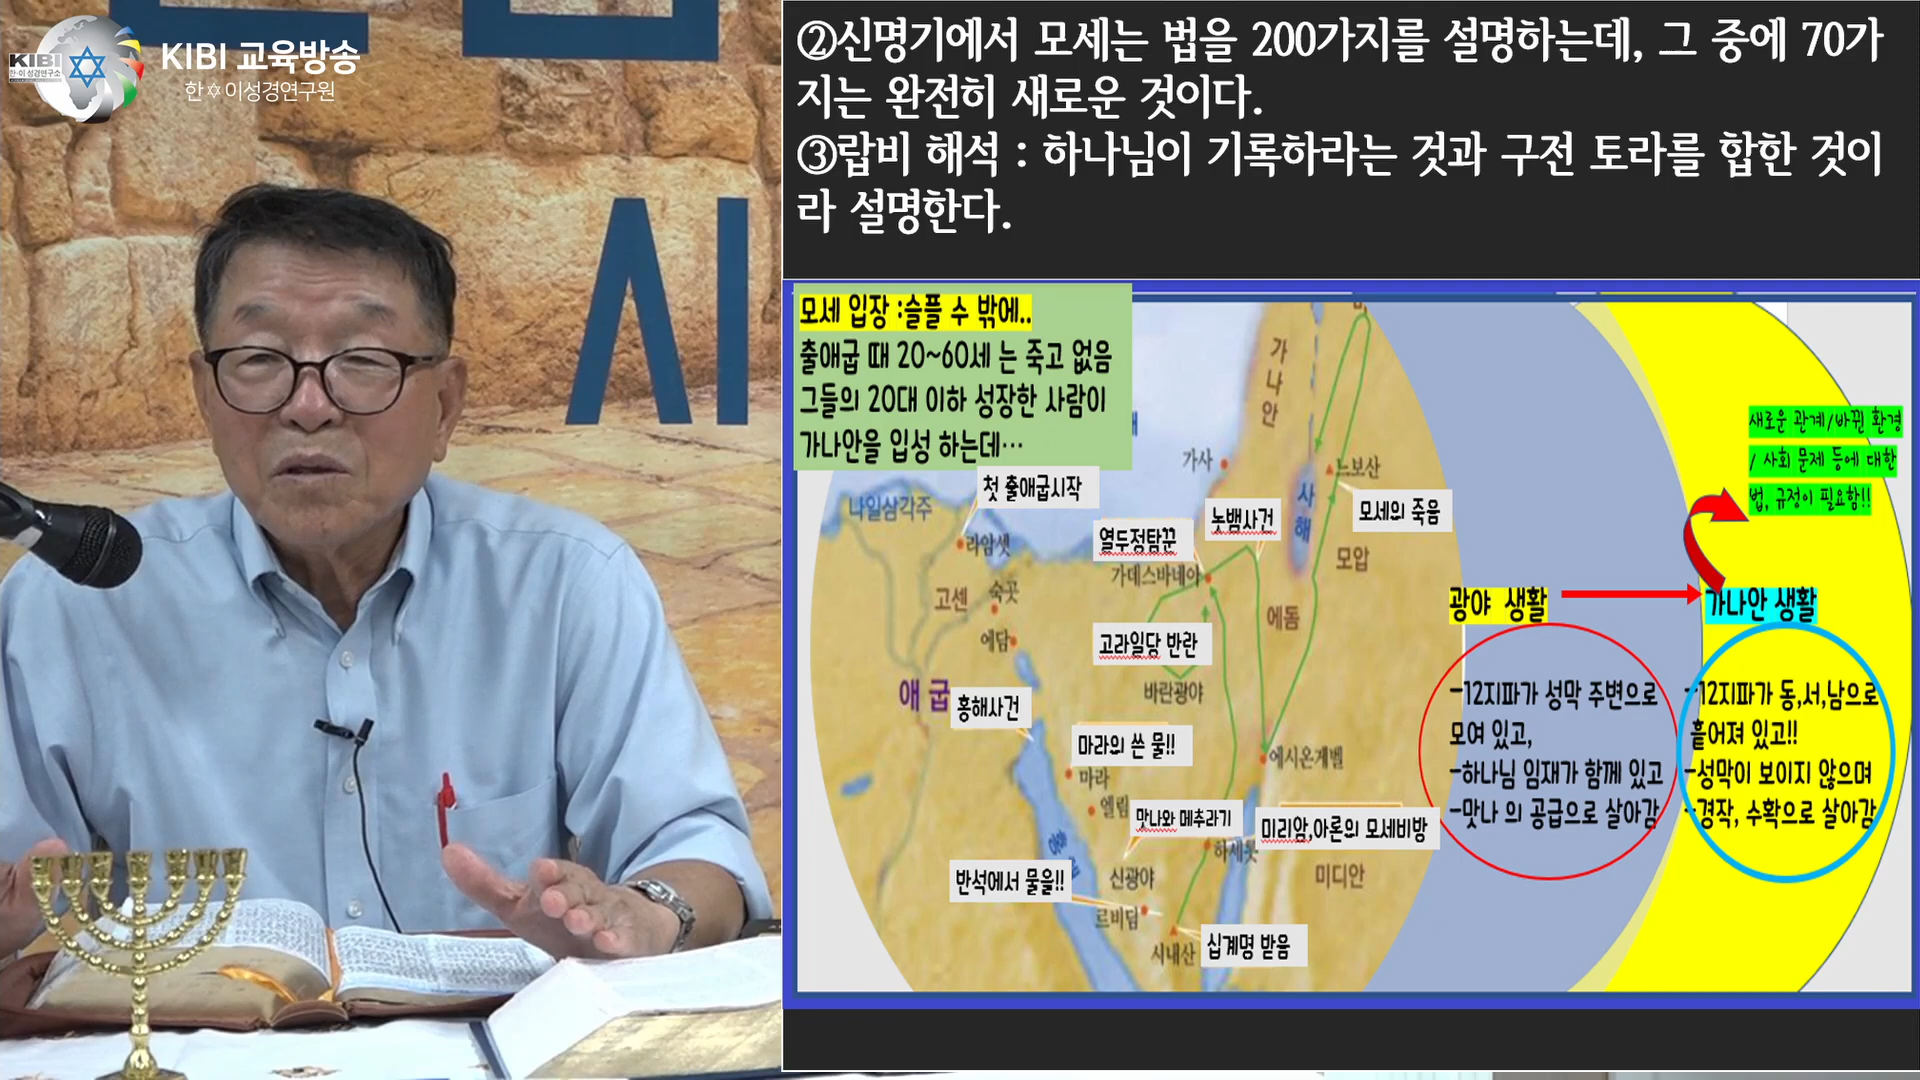 KIBI
한·이 성경연구소
KIBI 교육방송
한✡이성경연구원
시
②신명기에서 모세는 법을 200가지를 설명하는데, 그 중에 70가
지는 완전히 새로운 것이다.
③랍비 해석 : 하나님이 기록하라는 것과 구전 토라를 합한 것이
라 설명한다.
모세 입장 :슬플 수 밖에..
출애굽 때 20~60세 는 죽고 없음
그들의 20대 이하 성장한 사람이
가나안을 입성 하는데…
가나안
해
가사
느보산
사해
모세의 죽음
첫 출애굽시작
나일삼각주
라암셋
놋뱀사건
열두정탐꾼
가데스바네아
모압
고센
숙곳
에담
에돔
고라일당 반란
바란광야
애굽
홍해사건
마라의 쓴 물!!
마라
에시온게벨
엘림
맛나와 메추라기
미리암,아론의 모세비방
하세롯
반석에서 물을!!
신광야
미디안
르비딤
시내산
십계명 받음
새로운 관계/바뀐 환경
/ 사회 문제 등에 대한
법, 규정이 필요함!!
광야 생활
가나안 생활
-12지파가 성막 주변으로
모여 있고,
-하나님 임재가 함께 있고
-맛나 의 공급으로 살아감
-12지파가 동,서,남으로
흩어져 있고!!
-성막이 보이지 않으며
-경작, 수확으로 살아감